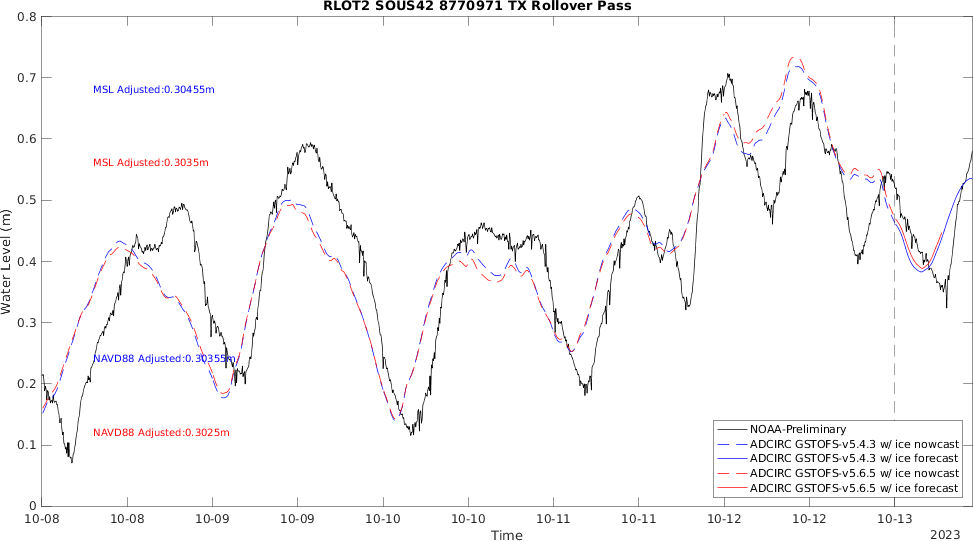 RLOT2 SOUS42 8770971 TX Rollover Pass
0.8
0.7
0.6
0.5
0.4
0.3
0.2
0.1
0
Water Level (m)
MSL Adjusted:0.30455m
MSL Adjusted:0.3035m
NAVD88 Adjusted:0.30355m
NAVD88 Adjusted:0.3025m
NOAA-Preliminary
ADCIRC GSTOFS-v5.4.3 w/ ice nowcast
ADCIRC GSTOFS-v5.4.3 w/ ice forecast
ADCIRC GSTOFS-v5.6.5 w/ ice nowcast
ADCIRC GSTOFS-v5.6.5 w/ ice forecast
10-08 10-08 10-09 10-09 10-10 10-10 10-11 10-11 10-12 10-12 10-13
Time
2023